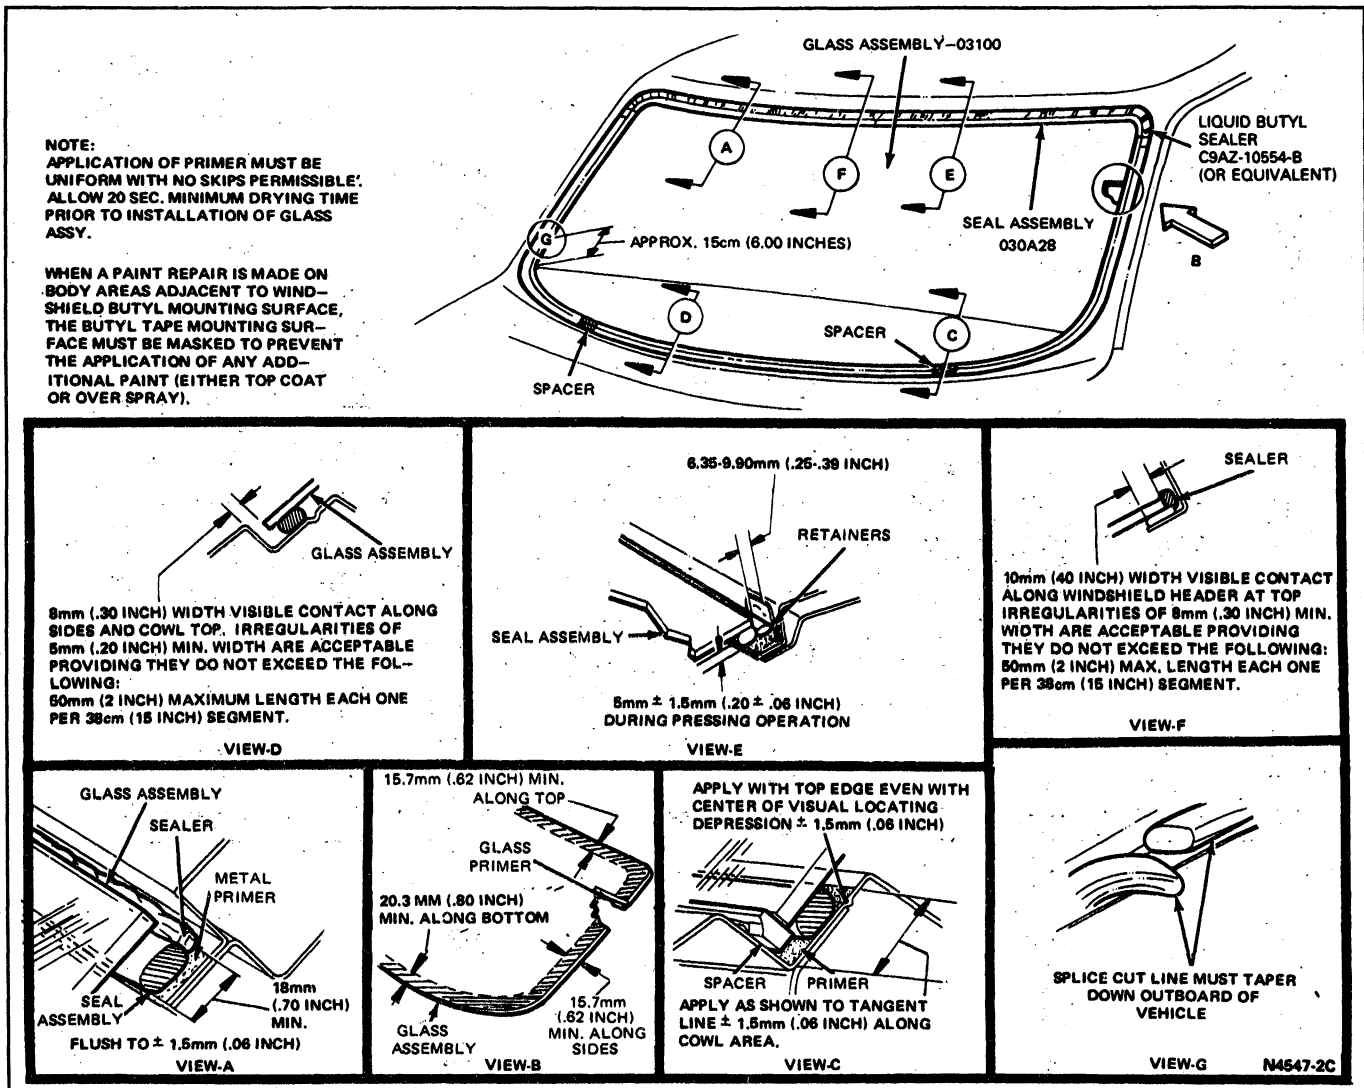 GLASS ASSEMBLY-03100
NOTE:
APPLICATION OF PRIMER MUST BE
UNIFORM WITH NO SKIPS PERMISSIBLE'.
ALLOW 20 SEC. MINIMUM DRYING TIME
PRIOR TO INSTALLATION OF GLASS
ASSY.
WHEN A PAINT REPAIR IS MADE ON
BODY AREAS ADJACENT TO WIND-
SHIELD BUTYL MOUNTING SURFACE,
THE BUTYL TAPE MOUNTING SUR-
FACE MUST BE MASKED TO PREVENT
THE APPLICATION OF ANY ADD-
ITIONAL PAINT (EITHER TOP COAT
OR OVER SPRAY).
LIQUID BUTYL
SEALER
C9AZ-10554-B
(OR EQUIVALENT)
A
F
E
SEAL ASSEMBLY
030A28
B
G
APPROX. 15cm (6.00 INCHES)
D
SPACER
C
SPACER
GLASS ASSEMBLY
8mm (.30 INCH) WIDTH VISIBLE CONTACT ALONG
SIDES AND COWL TOP. IRREGULARITIES OF
5mm (.20 INCH) MIN. WIDTH ARE ACCEPTABLE
PROVIDING THEY DO NOT EXCEED THE FOL-
LOWING:
50mm (2 INCH) MAXIMUM LENGTH EACH ONE
PER 38cm (15 INCH) SEGMENT.
VIEW-D
6.35-9.90mm (.25-.39 INCH)
RETAINERS
SEAL ASSEMBLY
5mm ± 1.5mm (.20 ± .06 INCH)
DURING PRESSING OPERATION
VIEW-E
SEALER
10mm (40 INCH) WIDTH VISIBLE CONTACT
ALONG WINDSHIELD HEADER AT TOP
IRREGULARITIES OF 8mm (.30 INCH) MIN.
WIDTH ARE ACCEPTABLE PROVIDING
THEY DO NOT EXCEED THE FOLLOWING:
50mm (2 INCH) MAX. LENGTH EACH ONE
PER 38cm (15 INCH) SEGMENT.
VIEW-F
GLASS ASSEMBLY
SEALER
METAL
PRIMER
SEAL
ASSEMBLY
18mm
(.70 INCH)
MIN.
FLUSH TO ± 1.5mm (.06 INCH)
VIEW-A
15.7mm (.62 INCH) MIN.
ALONG TOP
GLASS
PRIMER
20.3 MM (.80 INCH)
MIN. ALONG BOTTOM
GLASS
ASSEMBLY
15.7mm
(.62 INCH)
MIN. ALONG
SIDES
VIEW-B
APPLY WITH TOP EDGE EVEN WITH
CENTER OF VISUAL LOCATING
DEPRESSION ± 1.5mm (.06 INCH)
SPACER
PRIMER
APPLY AS SHOWN TO TANGENT
LINE ± 1.5mm (.06 INCH) ALONG
COWL AREA.
VIEW-C
SPLICE CUT LINE MUST TAPER
DOWN OUTBOARD OF
VEHICLE
VIEW-G
N4547-2C